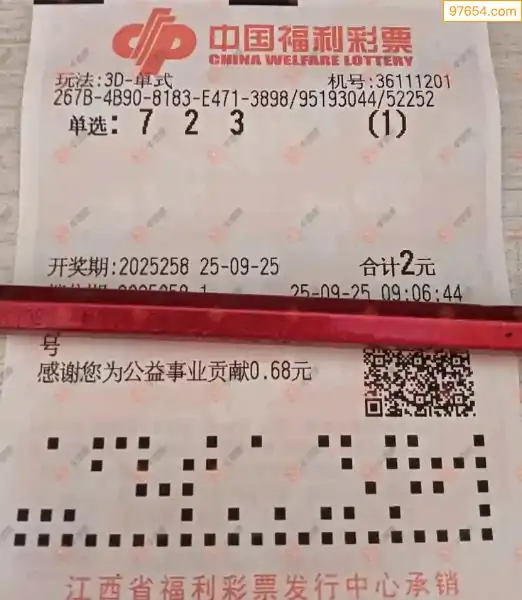 97654.com
中国福利彩票
CHINA WELFARE LOTTERY
玩法:3D-单式 机号:36111201
267B-4B90-8183-E471-3898/95193044/52252
单选: 7 2 3 (1)
开奖期:2025258 25-09-25 合计2元
25-09-25 09:06:44
号
感谢您为公益事业贡献0.68元
江西省福利彩票发行中心承销